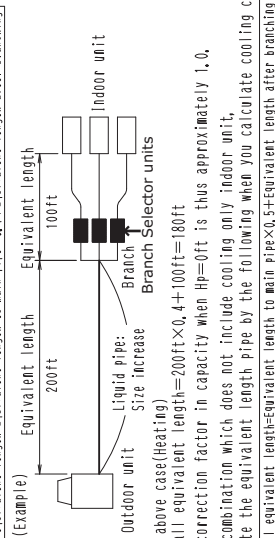 (Example)
Equivalent length
200ft
Equivalent length
100ft
Outdoor unit
Liquid pipe:
Size increase
Branch
Branch Selector units
Indoor unit
above case(Heating)
all equivalent length=200ft×0.4+100ft=180ft
correction factor in capacity when Hp=0ft is thus approximately 1.0.
combination which does not include cooling only indoor unit,
the equivalent length pipe by the following when you calculate cooling
equivalent length=Equivalent length to main pipe×0.5+Equivalent length after branching